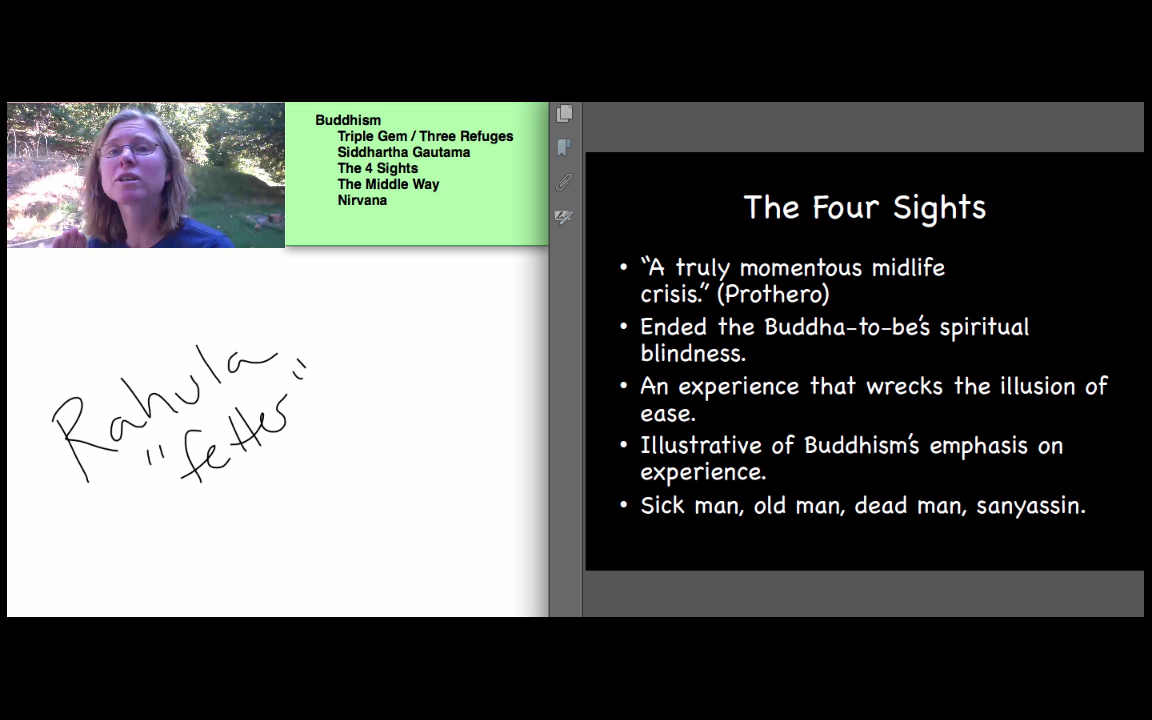 Buddhism
Triple Gem / Three Refuges
Siddhartha Gautama
The 4 Sights
The Middle Way
Nirvana
Rahula
"fetter"
The Four Sights
• “A truly momentous midlife
crisis.” (Prothero)
• Ended the Buddha-to-be’s spiritual
blindness.
• An experience that wrecks the illusion of
ease.
• Illustrative of Buddhism’s emphasis on
experience.
• Sick man, old man, dead man, sanyassin.